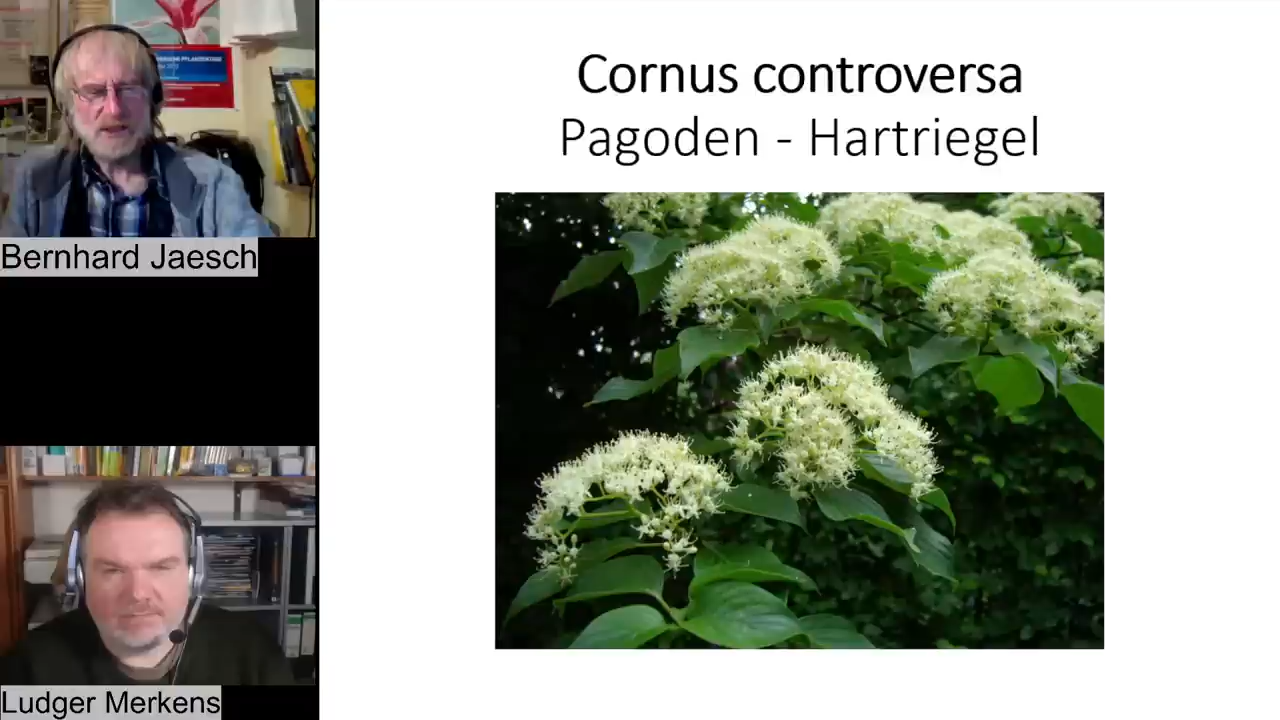 Cornus controversa
Pagoden - Hartriegel
Bernhard Jaesch
Ludger Merkens